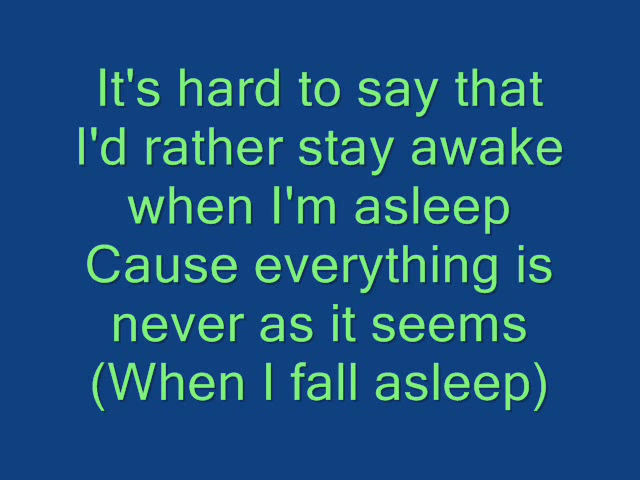 It's hard to say that
I'd rather stay awake
when I'm asleep
Cause everything is
never as it seems
(When I fall asleep)